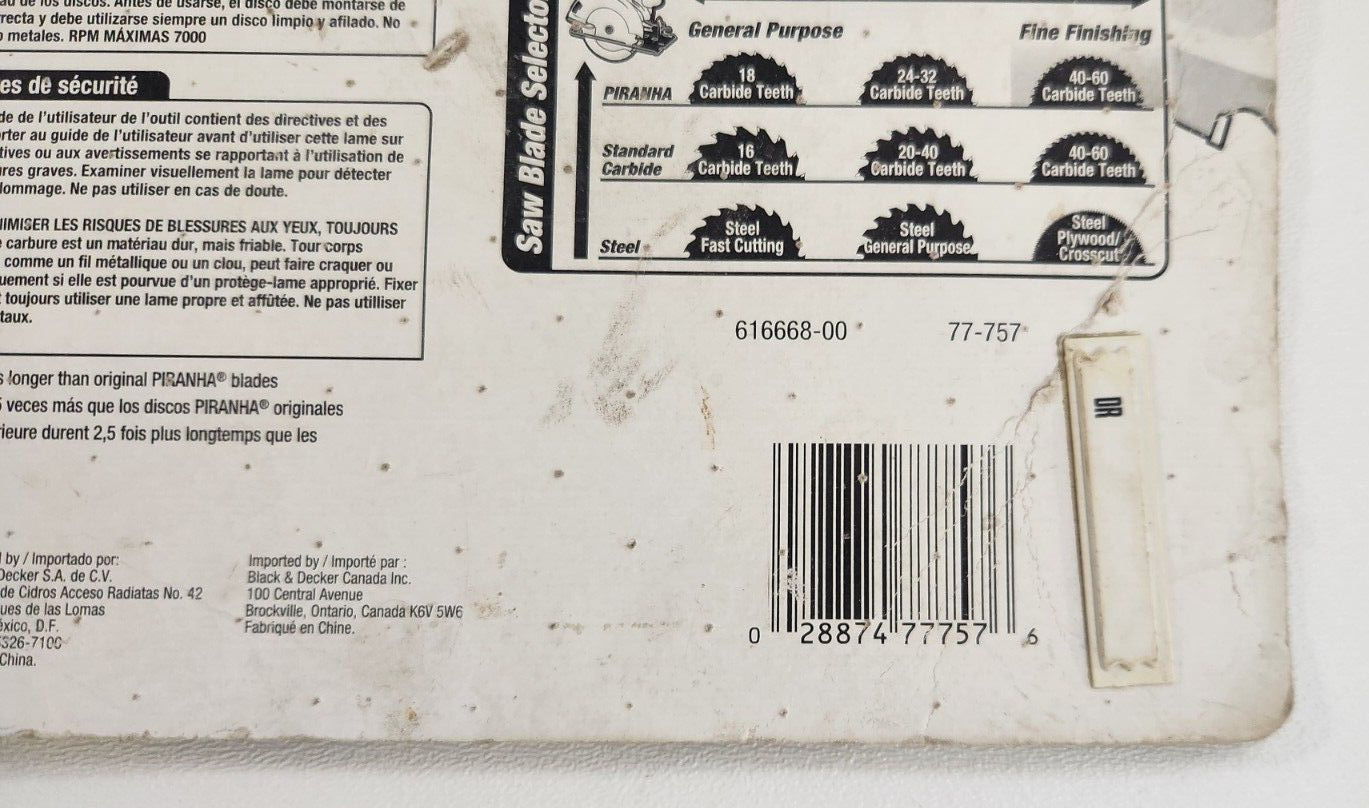 au de los discos. Antes de usarse, el disco debe montarse de
recta y debe utilizarse siempre un disco limpio y afilado. No
metales. RPM MÁXIMAS 7000
es de sécurité
de de l'utilisateur de l'outil contient des directives et des
rter au guide de l'utilisateur avant d'utiliser cette lame sur
tives ou aux avertissements se rapportant à l'utilisation de
res graves. Examiner visuellement la lame pour détecter
dommage. Ne pas utiliser en cas de doute.
IIMISER LES RISQUES DE BLESSURES AUX YEUX, TOUJOURS
carbure est un matériau dur, mais friable. Tour corps
comme un fil métallique ou un clou, peut faire craquer ou
uement si elle est pourvue d'un protège-lame approprié. Fixer
toujours utiliser une lame propre et affûtée. Ne pas utilliser
taux.
s longer than original PIRANHA® blades
5 veces más que los discos PIRANHA® originales
rieure durent 2,5 fois plus longtemps que les
by / Importado por:
Decker S.A. de C.V.
de Cidros Acceso Radiatas No. 42
ues de las Lomas
éxico, D.F.
326-7100
China.
Imported by / Importé par :
Black & Decker Canada Inc.
100 Central Avenue
Brockville, Ontario, Canada K6V 5W6
Fabriqué en Chine.
Saw Blade Selecto
General Purpose Fine Finishing
PIRANHA
18
Carbide Teeth
24-32
Carbide Teeth
40-60
Carbide Teeth
Standard
Carbide
16
Carbide Teeth
20-40
Carbide Teeth
40-60
Carbide Teeth
Steel
Steel
Fast Cutting
Steel
General Purpose
Steel
Plywood/
Crosscut
616668-00 77-757
DR
0 28874 77757 6